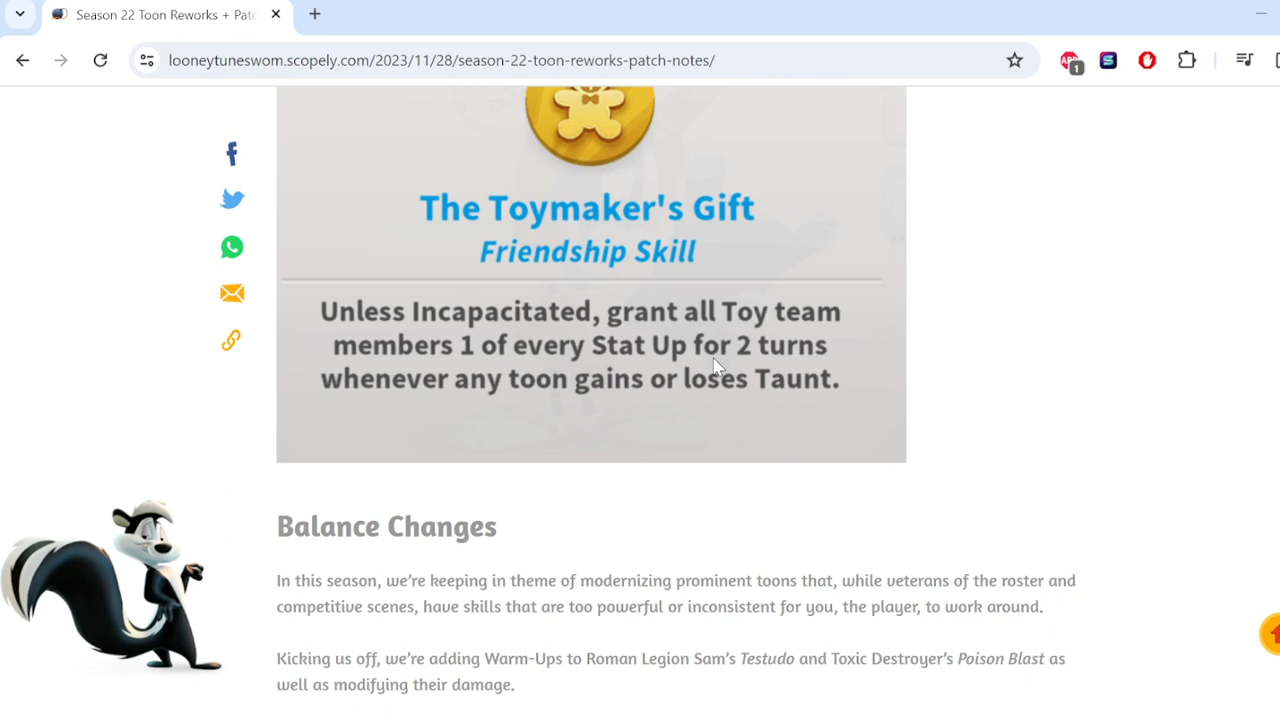 Season 22 Toon Reworks + Patc
looneytuneswom.scopely.com/2023/11/28/season-22-toon-reworks-patch-notes/
ABP
1
S
The Toymaker's Gift
Friendship Skill
Unless Incapacitated, grant all Toy team
members 1 of every Stat Up for 2 turns
whenever any toon gains or loses Taunt.
Balance Changes
In this season, we're keeping in theme of modernizing prominent toons that, while veterans of the roster and
competitive scenes, have skills that are too powerful or inconsistent for you, the player, to work around.
Kicking us off, we're adding Warm-Ups to Roman Legion Sam's Testudo and Toxic Destroyer's Poison Blast as
well as modifying their damage.